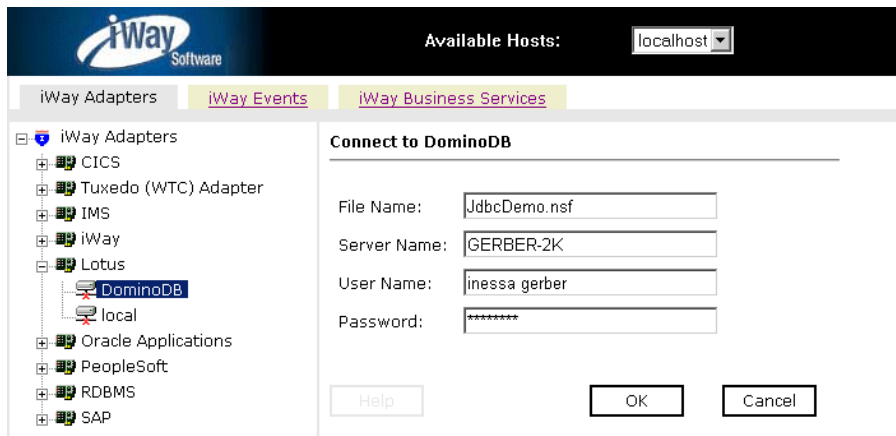 iWay
Software
Available Hosts:
localhost
iWay Adapters
iWay Events
iWay Business Services
iWay Adapters
CICS
Tuxedo (WTC) Adapter
IMS
iWay
Lotus
DominoDB
local
Oracle Applications
PeopleSoft
RDBMS
SAP
Connect to DominoDB
File Name: JdbcDemo.nsf
Server Name: GERBER-2K
User Name: inessa gerber
Password: ********
Help
OK
Cancel